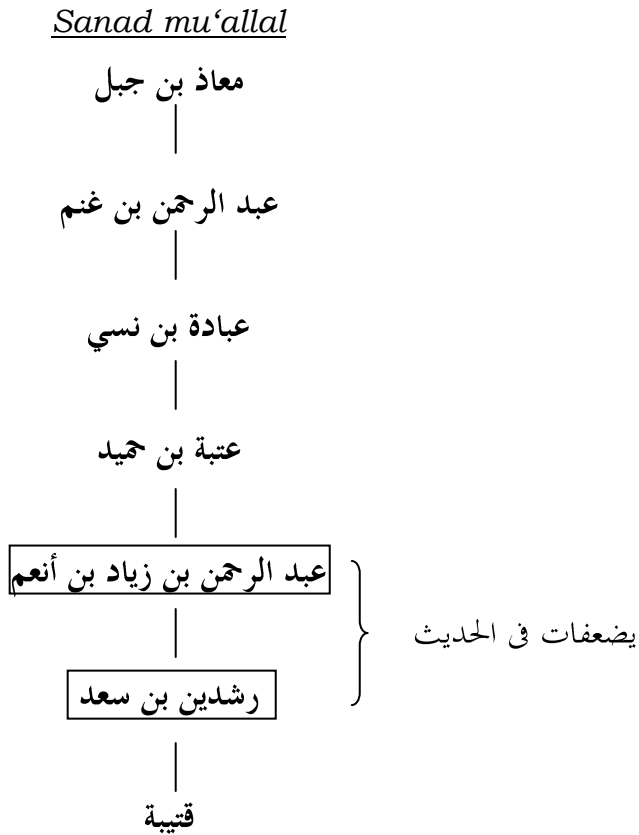 Sanad mu‘allal
معاذ بن جبل
عبد الرحمن بن غنم
عبادة بن نسي
عتبة بن حميد
عبد الرحمن بن زياد بن أنعم
يضعفات فى الحديث
رشدين بن سعد
قتيبة